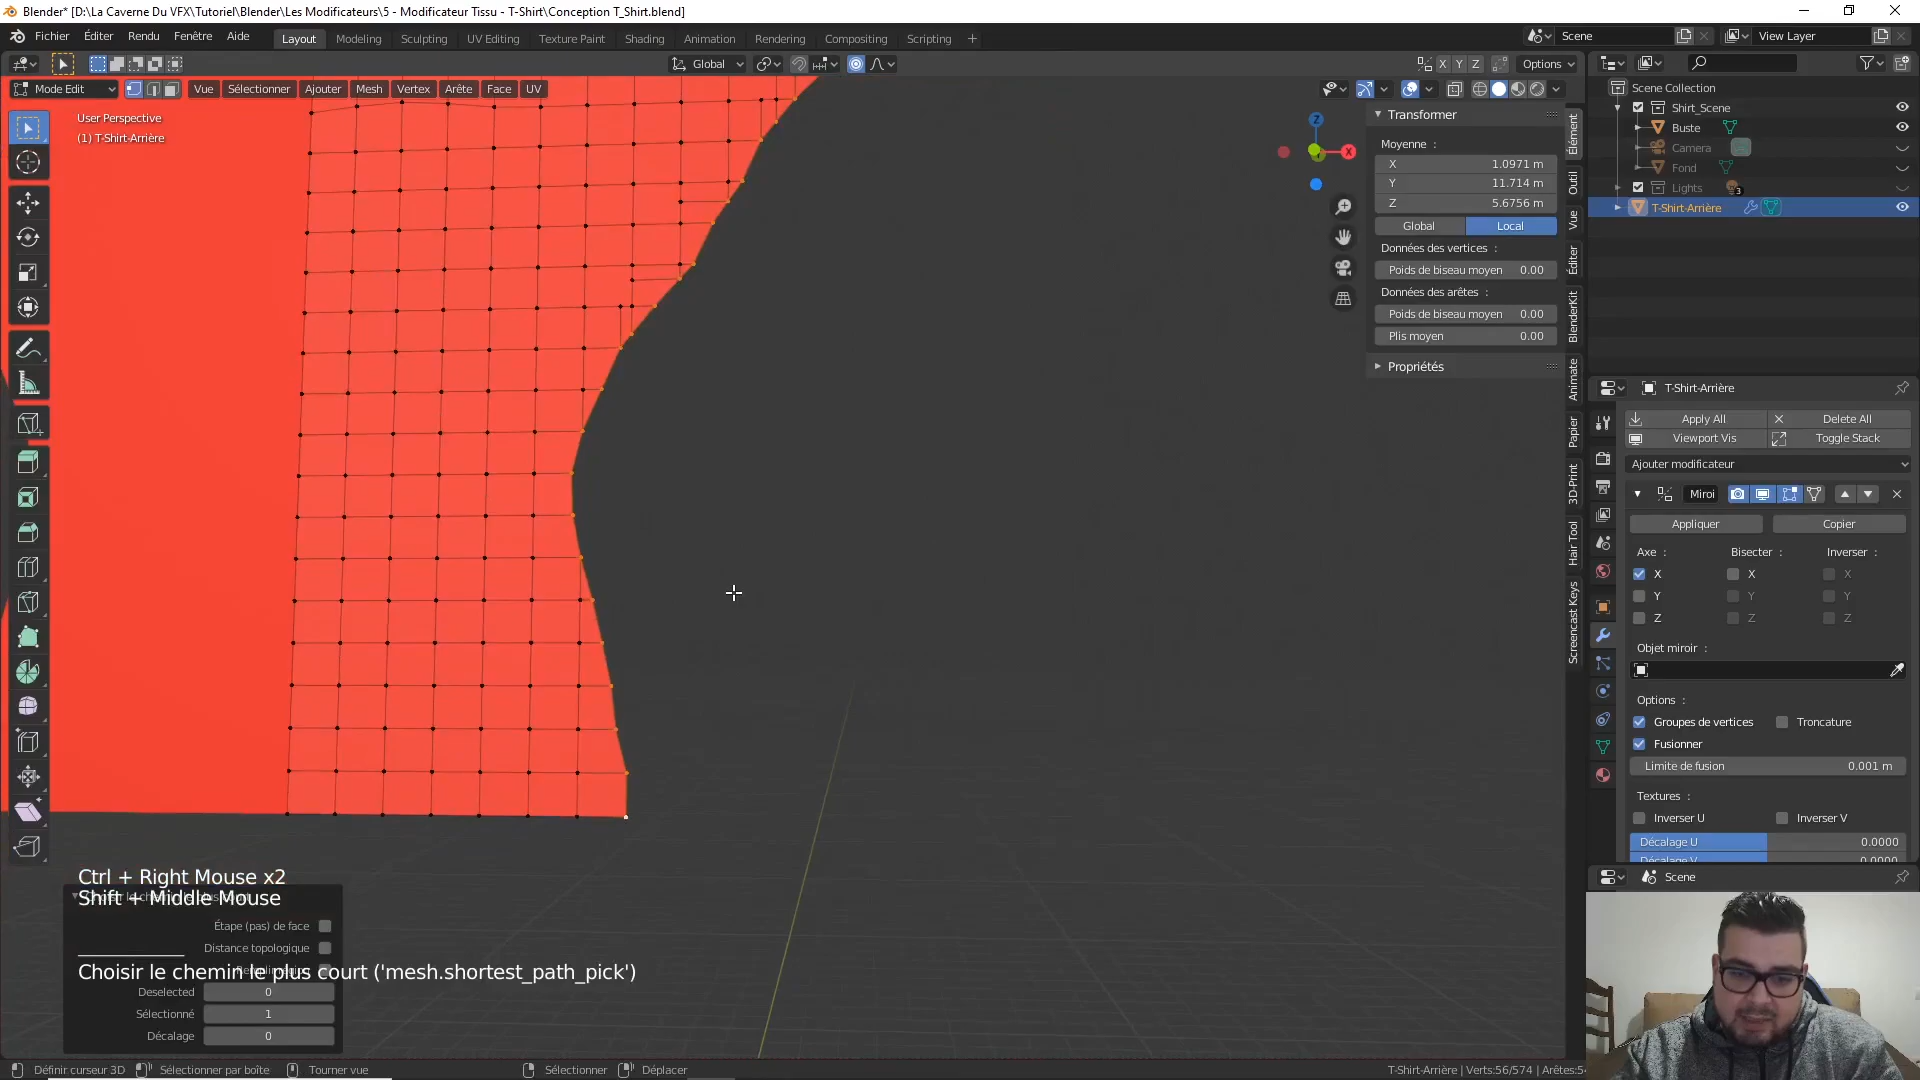 Blender* [D:\La Caverne Du VFX\Tutoriel\Blender\Les Modificateurs\5 - Modificateur Tissu - T-Shirt\Conception T_Shirt.blend]
Fichier Éditer Rendu Fenêtre Aide Layout Modeling Sculpting UV Editing Texture Paint Shading Animation Rendering Compositing Scripting + Scene View Layer
Global X Y Z Options
Mode Edit Vue Sélectionner Ajouter Mesh Vertex Arête Face UV
User Perspective
(1) T-Shirt-Arrière
Z
X
Transformer
Moyenne :
X 1.0971 m
Y 11.714 m
Z 5.6756 m
Global Local
Données des vertices :
Poids de biseau moyen 0.00
Données des arêtes :
Poids de biseau moyen 0.00
Plis moyen 0.00
Propriétés
Elément
Outil
Vue
Editer
BlenderKit
Animate
Papier
3D-Print
Hair Tool
Screencast Keys
Scene Collection
Shirt_Scene
Buste
Camera
Fond
Lights 3
T-Shirt-Arrière
T-Shirt-Arrière
Apply All Delete All
Viewport Vis Toggle Stack
Ajouter modificateur
Miroi
Appliquer Copier
Axe : Bisecter : Inverser :
X X X
Y Y Y
Z Z Z
Objet miroir :
Options :
Groupes de vertices Troncature
Fusionner
Limite de fusion 0.001 m
Textures :
Inverser U Inverser V
Décalage U 0.0000
Décalage V 0.0000
Scene
Ctrl + Right Mouse x2
Shift + Middle Mouse
Étape (pas) de face
Distance topologique
Choisir le chemin le plus court ('mesh.shortest_path_pick')
Deselected 0
Sélectionné 1
Décalage 0
Définir curseur 3D Sélectionner par boîte Tourner vue Sélectionner Déplacer T-Shirt-Arrière | Verts:56/574 | Arêtes:5